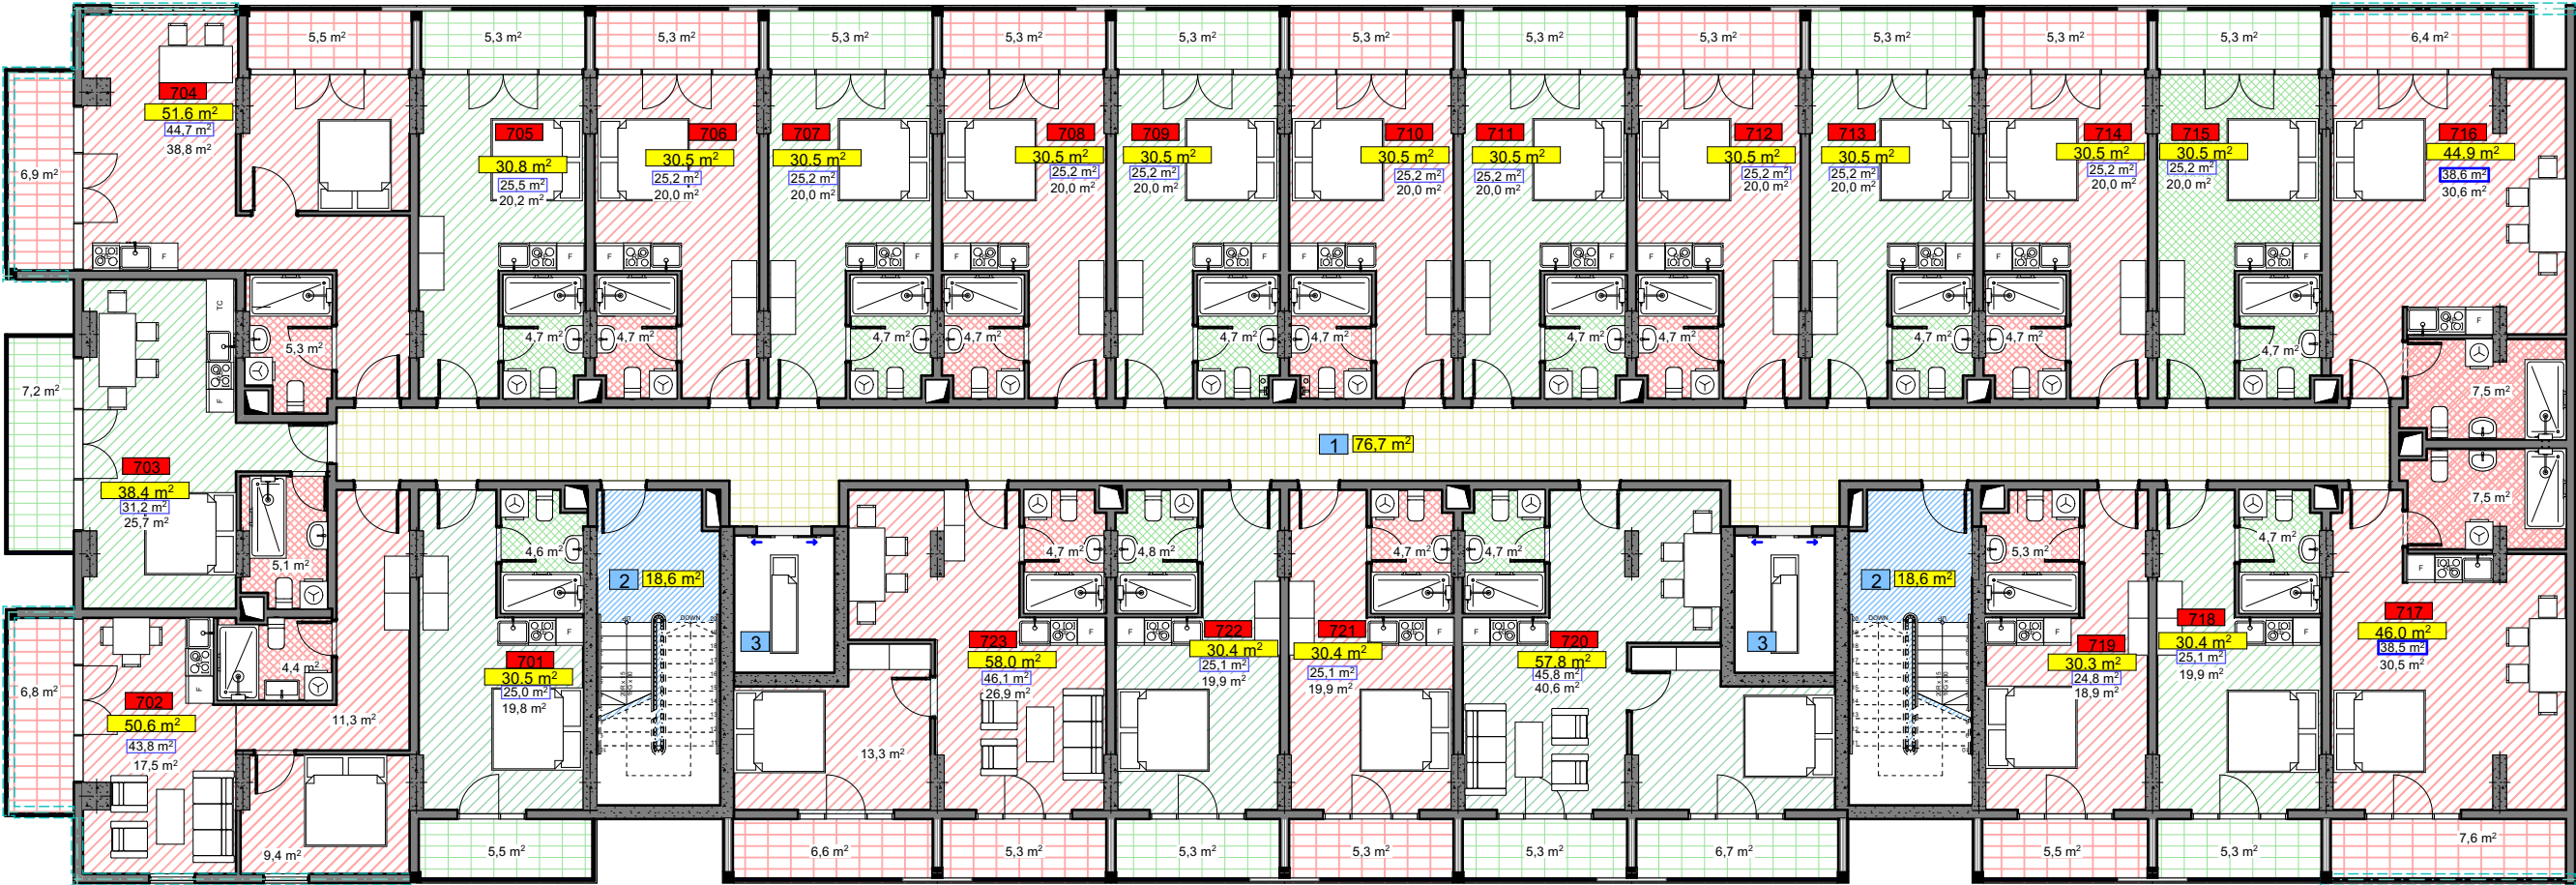 5,5 m²
5,3 m²
5,3 m²
5,3 m²
5,3 m²
5,3 m²
5,3 m²
5,3 m²
5,3 m²
5,3 m²
5,3 m²
5,3 m²
6,4 m²
704
51.6 m²
44,7 m²
38,8 m²
6,9 m²
F
705
30.8 m²
25,5 m²
20,2 m²
706
30.5 m²
25,2 m²
20,0 m²
707
30.5 m²
25,2 m²
20,0 m²
708
30.5 m²
25,2 m²
20,0 m²
709
30.5 m²
25,2 m²
20,0 m²
710
30.5 m²
25,2 m²
20,0 m²
711
30.5 m²
25,2 m²
20,0 m²
712
30.5 m²
25,2 m²
20,0 m²
713
30.5 m²
25,2 m²
20,0 m²
714
30.5 m²
25,2 m²
20,0 m²
715
30.5 m²
25,2 m²
20,0 m²
716
44.9 m²
38,6 m²
30,6 m²
F
F
F
F
F
F
F
F
F
F
F
F
TC
F
5,3 m²
4,7 m²
4,7 m²
4,7 m²
4,7 m²
4,7 m²
4,7 m²
4,7 m²
4,7 m²
4,7 m²
4,7 m²
4,7 m²
7,5 m²
7,2 m²
703
38.4 m²
31,2 m²
25,7 m²
1
76,7 m²
7,5 m²
5,1 m²
4,6 m²
2
18,6 m²
4,7 m²
4,8 m²
4,7 m²
4,7 m²
2
18,6 m²
5,3 m²
4,7 m²
F
DOWN
DOWN
3
3
F
F
F
F
F
F
F
F
4,4 m²
6,8 m²
702
50.6 m²
43,8 m²
17,5 m²
11,3 m²
9,4 m²
701
30.5 m²
25,0 m²
19,8 m²
723
58.0 m²
46,1 m²
26,9 m²
13,3 m²
722
30.4 m²
25,1 m²
19,9 m²
721
30.4 m²
25,1 m²
19,9 m²
720
57.8 m²
45,8 m²
40,6 m²
719
30.3 m²
24,8 m²
18,9 m²
718
30.4 m²
25,1 m²
19,9 m²
717
46.0 m²
38,5 m²
30,5 m²
5,5 m²
6,6 m²
5,3 m²
5,3 m²
5,3 m²
5,3 m²
6,7 m²
5,5 m²
5,3 m²
7,6 m²